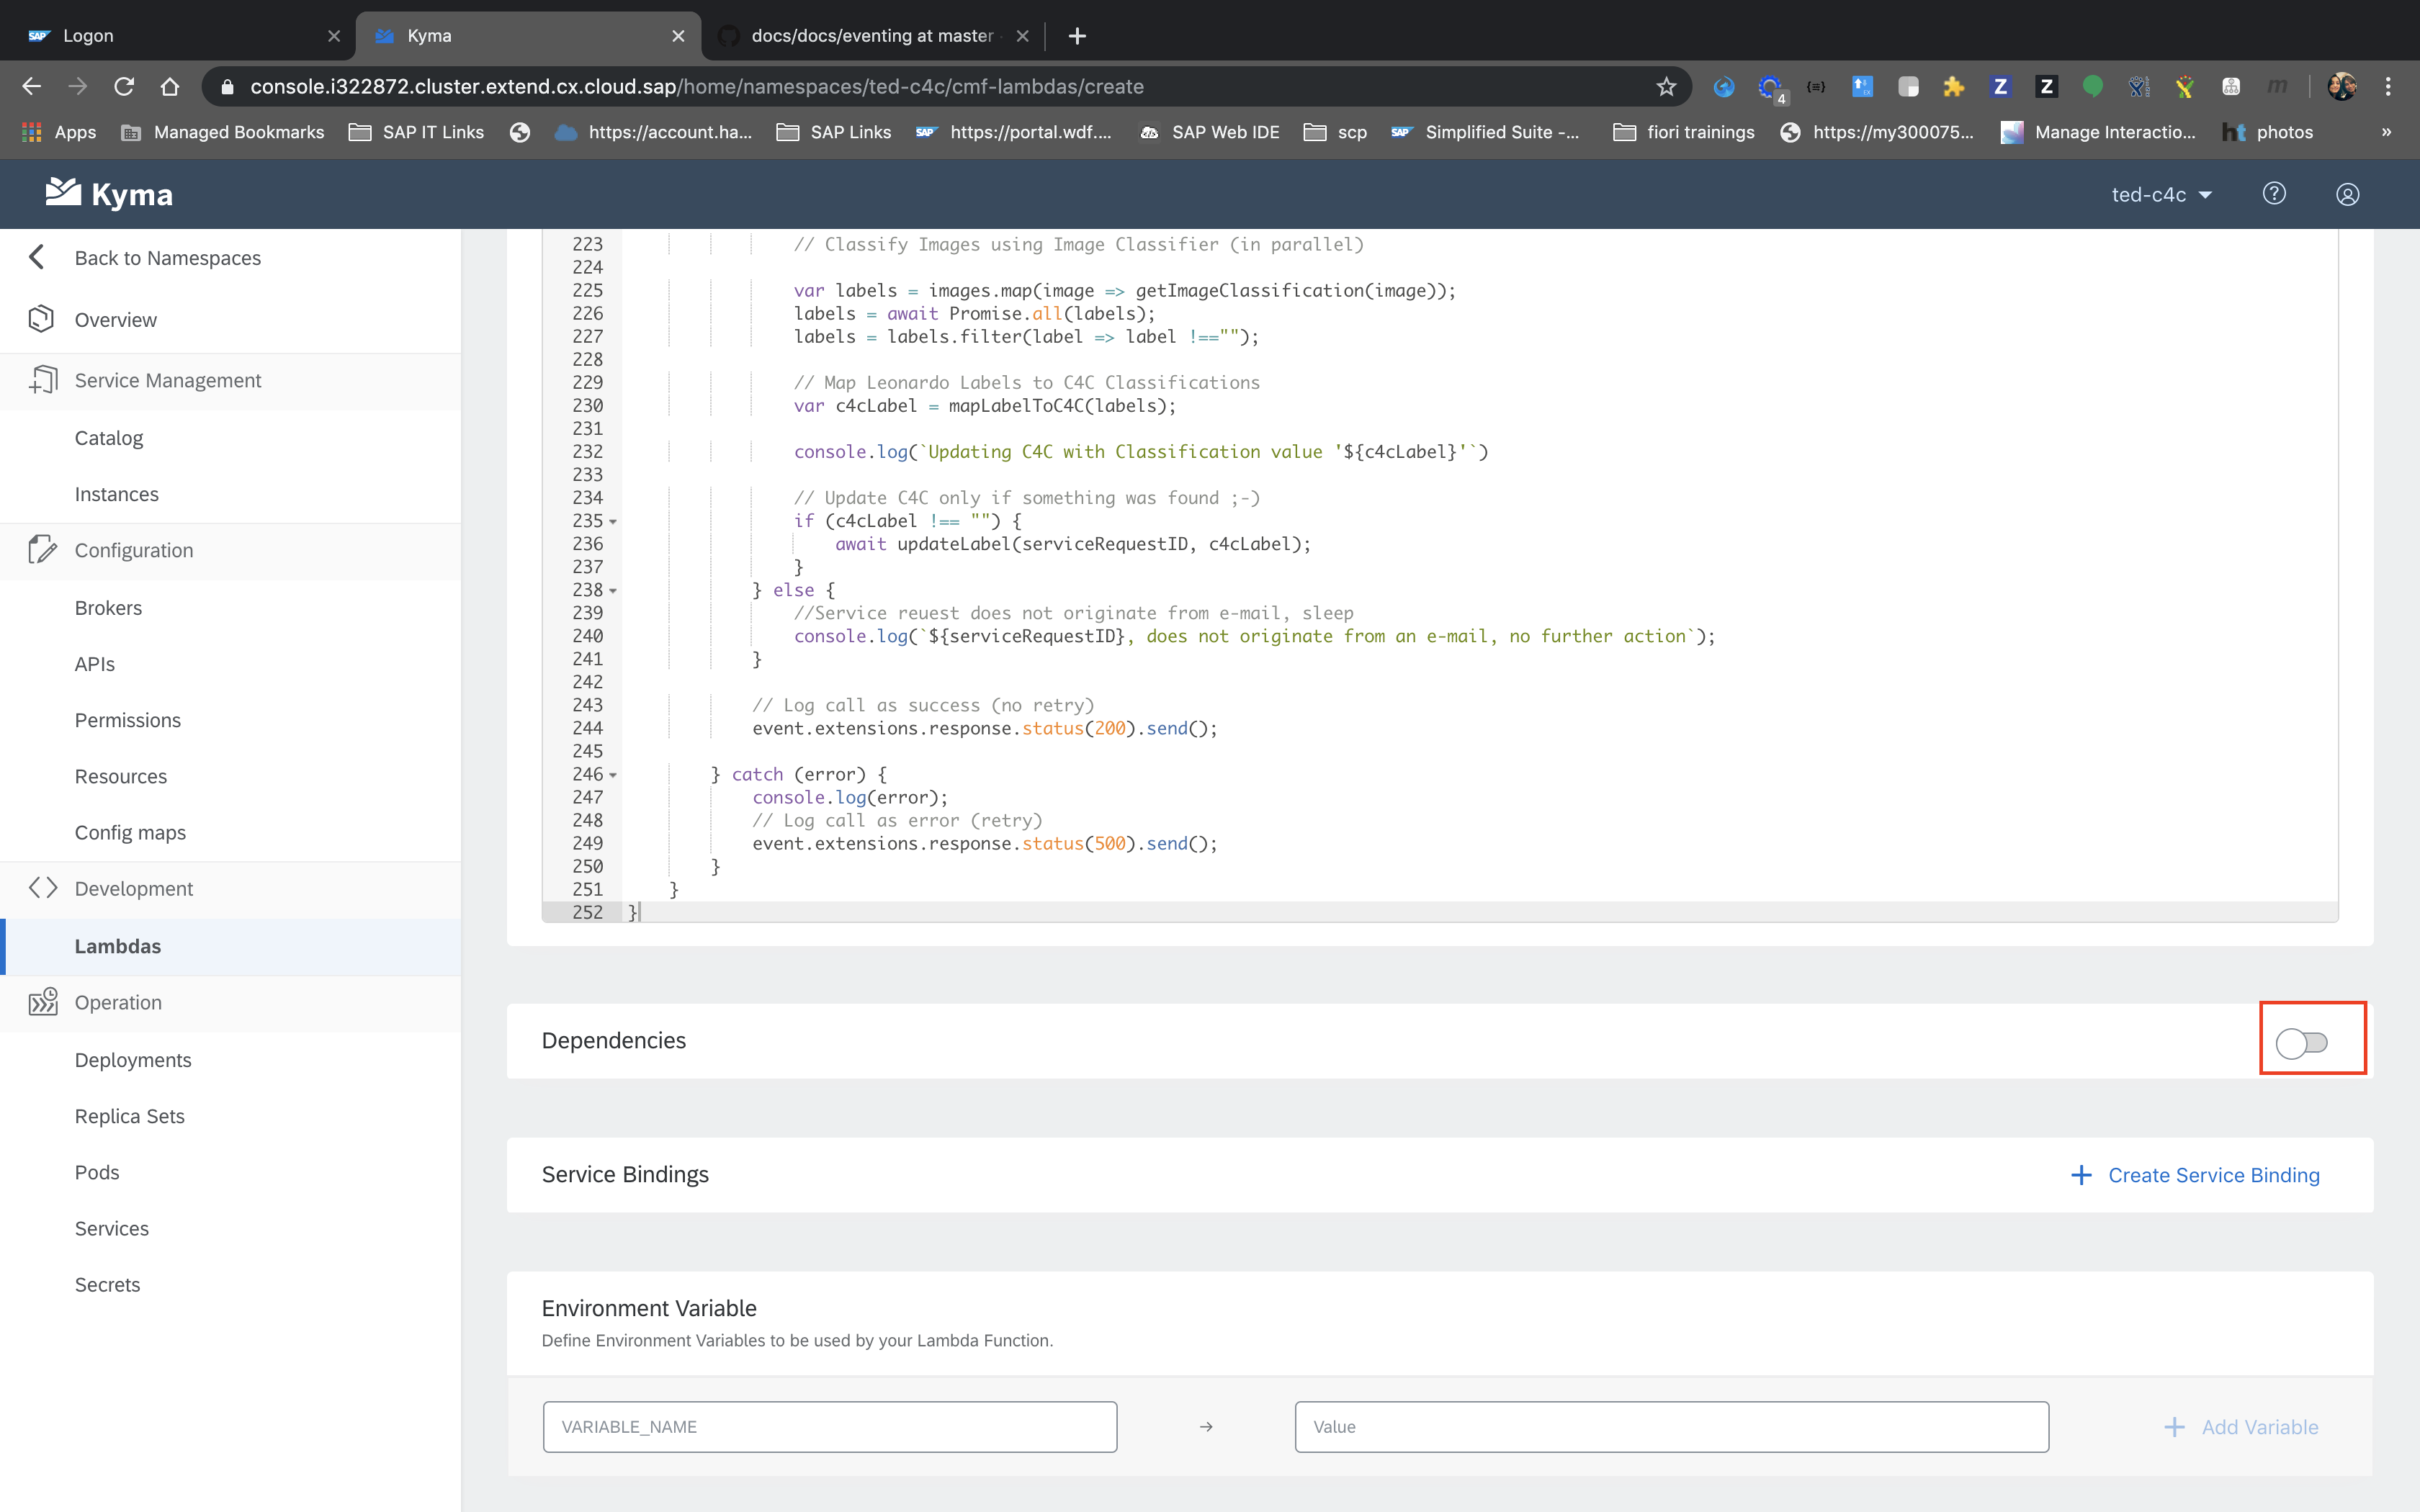 SAP Logon
Kyma
docs/docs/eventing at master
console.i322872.cluster.extend.cx.cloud.sap/home/namespaces/ted-c4c/cmf-lambdas/create
4
Z
Z
m
Apps
Managed Bookmarks
SAP IT Links
https://account.ha...
SAP Links
SAP https://portal.wdf....
SAP Web IDE
scp
SAP Simplified Suite -...
fiori trainings
https://my300075...
Manage Interactio...
ht photos
»
Kyma
ted-c4c
?
Back to Namespaces
Overview
Service Management
Catalog
Instances
Configuration
Brokers
APIs
Permissions
Resources
Config maps
Development
Lambdas
Operation
Deployments
Replica Sets
Pods
Services
Secrets
223 // Classify Images using Image Classifier (in parallel)
224
225 var labels = images.map(image => getImageClassification(image));
226 labels = await Promise.all(labels);
227 labels = labels.filter(label => label !=="");
228
229 // Map Leonardo Labels to C4C Classifications
230 var c4cLabel = mapLabelToC4C(labels);
231
232 console.log(`Updating C4C with Classification value '${c4cLabel}'`)
233
234 // Update C4C only if something was found ;-)
235 if (c4cLabel !== "") {
236 await updateLabel(serviceRequestID, c4cLabel);
237 }
238 } else {
239 //Service reuest does not originate from e-mail, sleep
240 console.log(`${serviceRequestID}, does not originate from an e-mail, no further action`);
241 }
242
243 // Log call as success (no retry)
244 event.extensions.response.status(200).send();
245
246 } catch (error) {
247 console.log(error);
248 // Log call as error (retry)
249 event.extensions.response.status(500).send();
250 }
251 }
252 }
Dependencies
Service Bindings
+ Create Service Binding
Environment Variable
Define Environment Variables to be used by your Lambda Function.
VARIABLE_NAME
→
Value
+ Add Variable